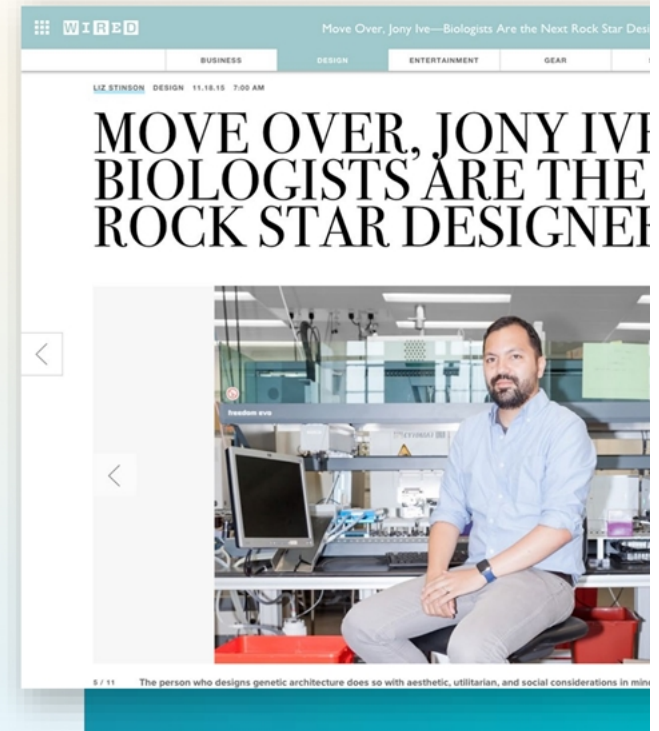 WIRED
Move Over, Jony Ive—Biologists Are the Next Rock Star Desi
BUSINESS
DESIGN
ENTERTAINMENT
GEAR
LIZ STINSON DESIGN 11.18.15 7:00 AM
MOVE OVER, JONY IVE
BIOLOGISTS ARE THE
ROCK STAR DESIGNER
freedom evo
5 / 11 The person who designs genetic architecture does so with aesthetic, utilitarian, and social considerations in mind